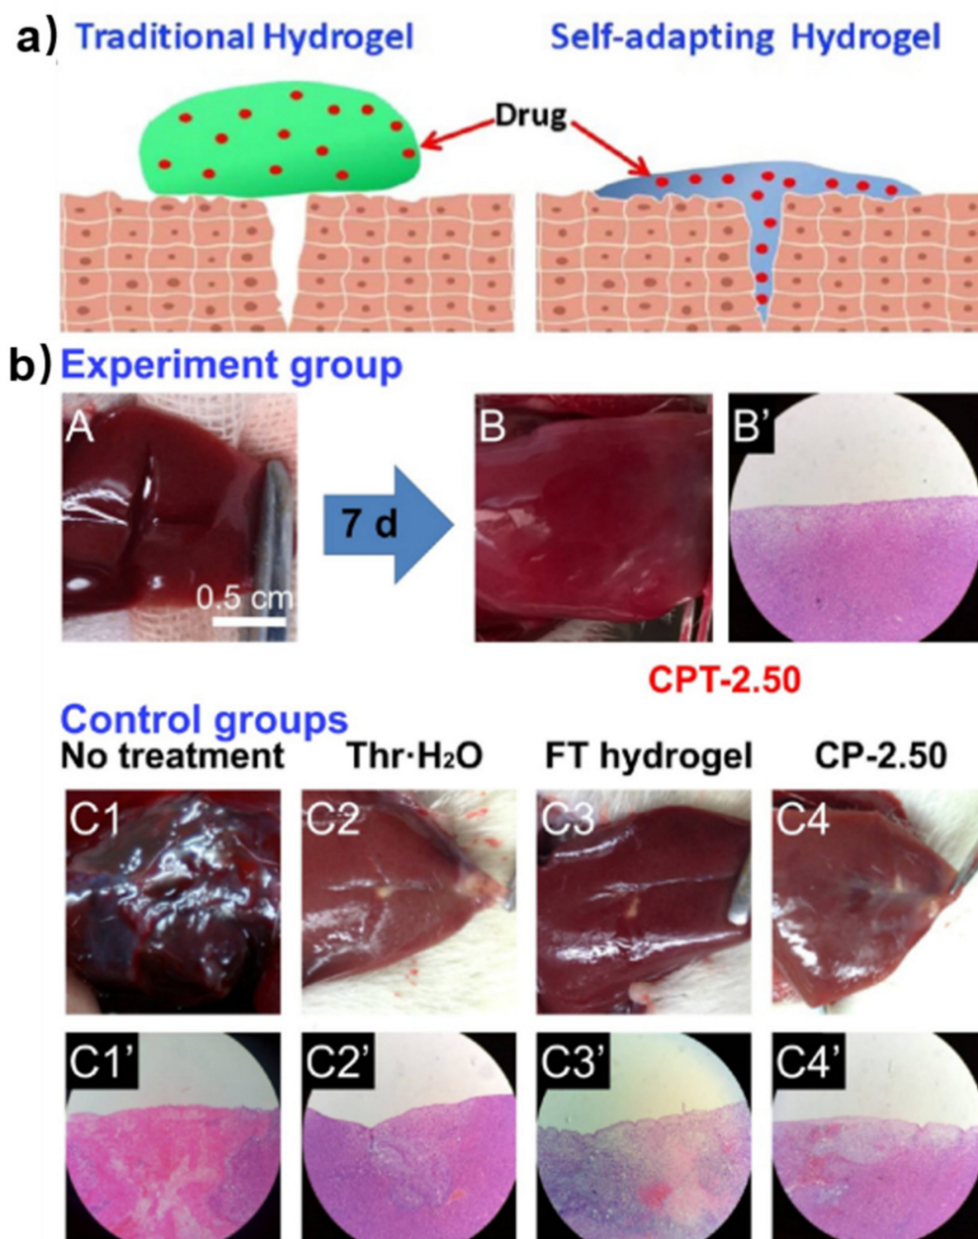 a) Traditional Hydrogel Self-adapting Hydrogel
Drug
b) Experiment group
A B B'
7 d
0.5 cm
CPT-2.50
Control groups
No treatment Thr·H₂O FT hydrogel CP-2.50
C1 C2 C3 C4
C1' C2' C3' C4'